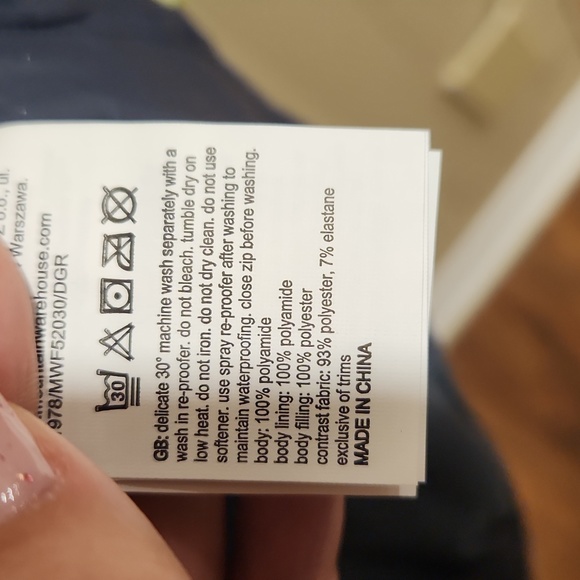 Warszawa.
warehouse.com
978/MWF52030/DGR
30
GB: delicate 30° machine wash separately with a
wash in re-proofer. do not bleach. tumble dry on
low heat. do not iron. do not dry clean. do not use
softener. use spray re-proofer after washing to
maintain waterproofing. close zip before washing.
body: 100% polyamide
body lining: 100% polyamide
body filling: 100% polyester
contrast fabric: 93% polyester, 7% elastane
exclusive of trims
MADE IN CHINA